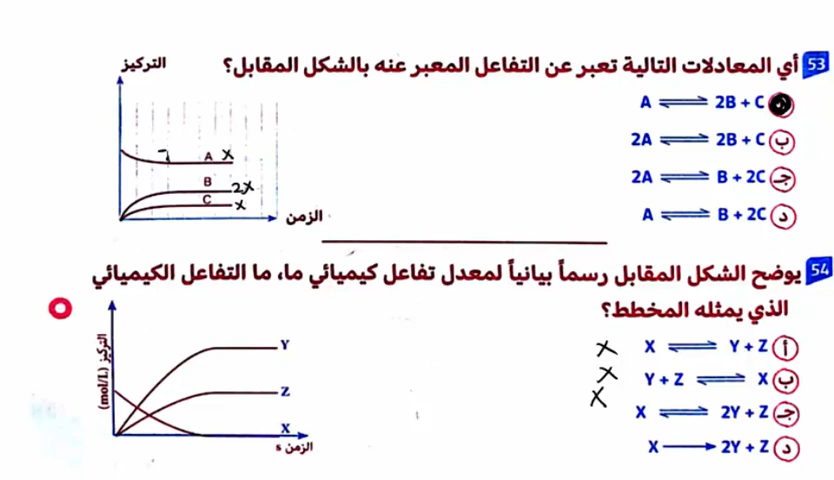 53 أي المعادلات التالية تعبر عن التفاعل المعبر عنه بالشكل المقابل؟
A ⇌ 2B + C
ب 2A ⇌ 2B + C
جـ 2A ⇌ B + 2C
د A ⇌ B + 2C
التركيز
A x
B 2x
C x
الزمن
54 يوضح الشكل المقابل رسماً بيانياً لمعدل تفاعل كيميائي ما، ما التفاعل الكيميائي
الذي يمثله المخطط؟
أ X ⇌ Y + Z x
ب Y + Z ⇌ X x
جـ X ⇌ 2Y + Z x
د X ⟶ 2Y + Z
التركيز (mol/L)
Y
Z
X
الزمن s